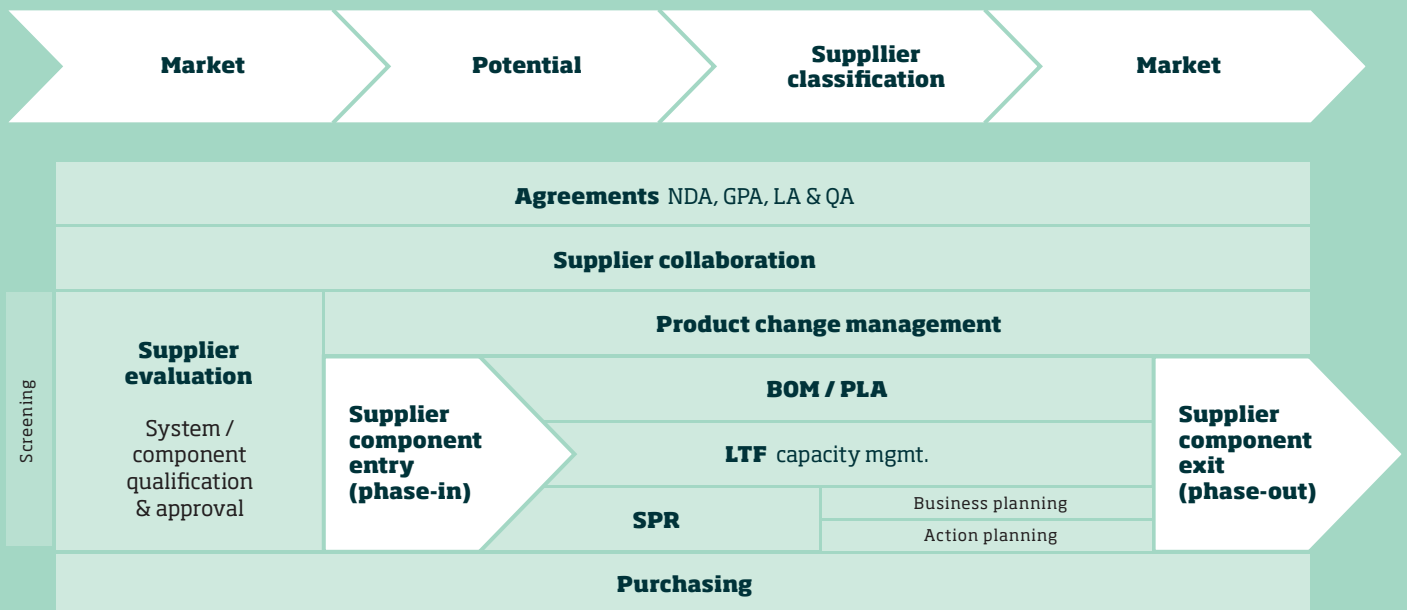 Market
Potential
Suppllier
classification
Market
Agreements NDA, GPA, LA & QA
Supplier collaboration
Product change management
Screening
Supplier
evaluation
System /
component
qualification
& approval
Supplier
component
entry
(phase-in)
BOM / PLA
LTF capacity mgmt.
SPR
Business planning
Action planning
Supplier
component
exit
(phase-out)
Purchasing